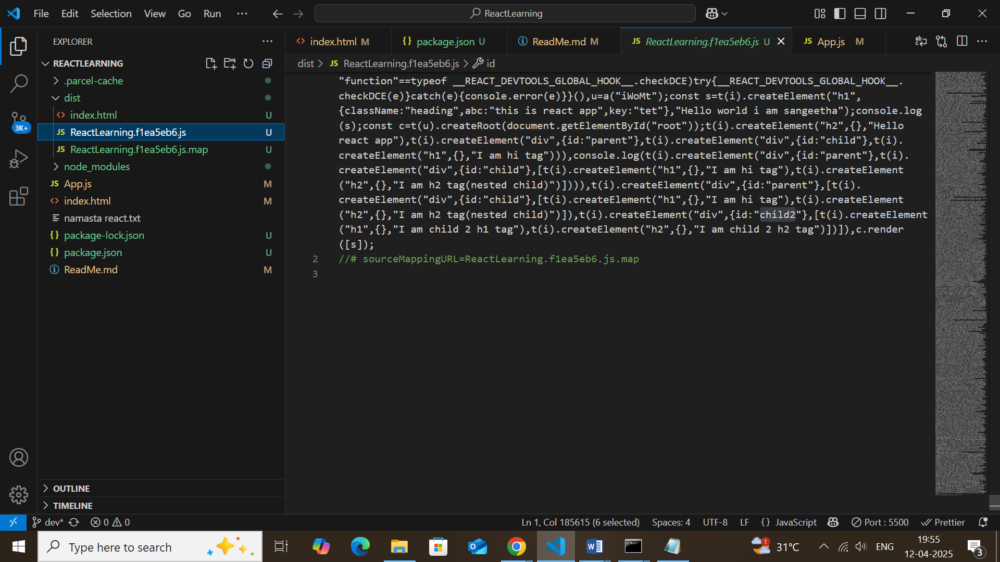 File Edit Selection View Go Run ··· ReactLearning
EXPLORER
REACTLEARNING
.parcel-cache
dist
index.html U
JS ReactLearning.f1ea5eb6.js U
JS ReactLearning.f1ea5eb6.js.map U
node_modules
JS App.js M
index.html M
namasta react.txt
{} package-lock.json U
{} package.json U
ReadMe.md M
3K+
OUTLINE
TIMELINE
index.html M {} package.json U ReadMe.md M JS ReactLearning.f1ea5eb6.js U JS App.js M
dist > JS ReactLearning.f1ea5eb6.js > id
"function"==typeof __REACT_DEVTOOLS_GLOBAL_HOOK__.checkDCE)try{__REACT_DEVTOOLS_GLOBAL_HOOK__.
checkDCE(e)}catch(e){console.error(e)}}(),u=a("iWoMt");const s=t(i).createElement("h1",
{className:"heading",abc:"this is react app",key:"tet"},"Hello world i am sangeetha");console.log
(s);const c=t(u).createRoot(document.getElementById("root"));t(i).createElement("h2",{},"Hello
react app"),t(i).createElement("div",{id:"parent"},t(i).createElement("div",{id:"child"},t(i).
createElement("h1",{},"I am hi tag"))),console.log(t(i).createElement("div",{id:"parent"},t(i).
createElement("div",{id:"child"},[t(i).createElement("h1",{},"I am hi tag"),t(i).createElement
("h2",{},"I am h2 tag(nested child)")]))),t(i).createElement("div",{id:"parent"},[t(i).
createElement("div",{id:"child"},[t(i).createElement("h1",{},"I am hi tag"),t(i).createElement
("h2",{},"I am h2 tag(nested child)")]),t(i).createElement("div",{id:"child2"},[t(i).createElement
("h1",{},"I am child 2 h1 tag"),t(i).createElement("h2",{},"I am child 2 h2 tag")])]),c.render
([s]);
2 //# sourceMappingURL=ReactLearning.f1ea5eb6.js.map
3
dev* 0 0 Ln 1, Col 185615 (6 selected) Spaces: 4 UTF-8 LF {} JavaScript Port : 5500 Prettier
Type here to search 1 31°C ENG 19:55
12-04-2025 3